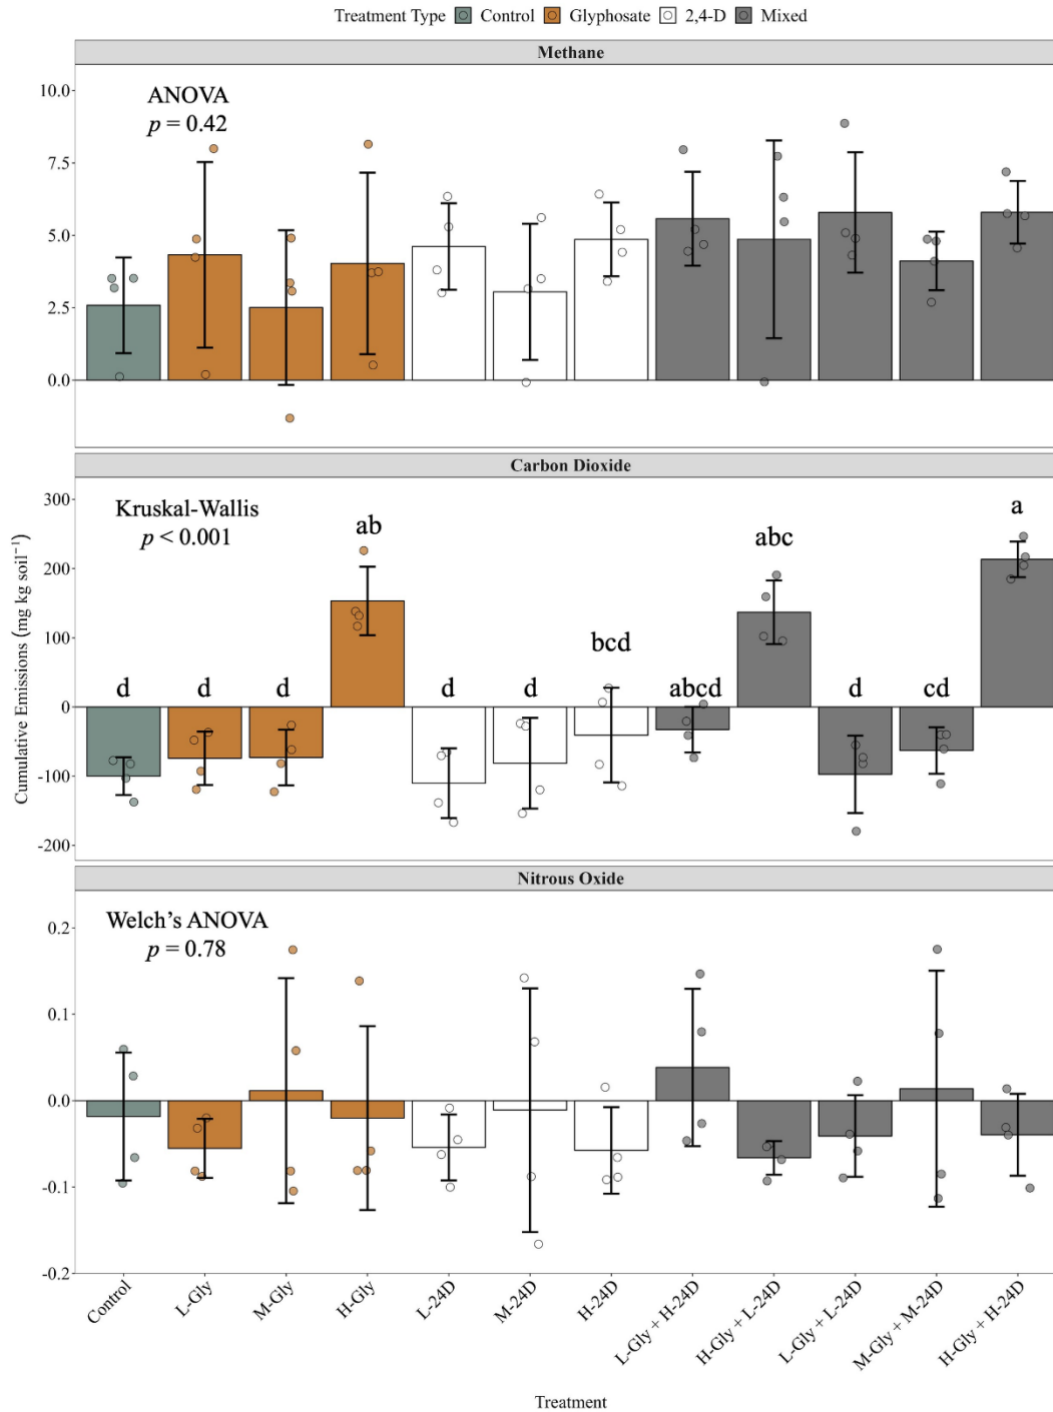 Treatment Type Control Glyphosate 2,4-D Mixed
Methane
ANOVA
p = 0.42
10.0
7.5
5.0
2.5
0.0
Carbon Dioxide
Kruskal-Wallis
p < 0.001
300
200
100
0
-100
-200
d d d ab d d bcd abcd abc d cd a
Cumulative Emissions (mg kg soil⁻¹)
Nitrous Oxide
Welch's ANOVA
p = 0.78
0.2
0.1
0.0
-0.1
-0.2
Control
L-Gly
M-Gly
H-Gly
L-24D
M-24D
H-24D
L-Gly + H-24D
H-Gly + L-24D
L-Gly + L-24D
M-Gly + M-24D
H-Gly + H-24D
Treatment